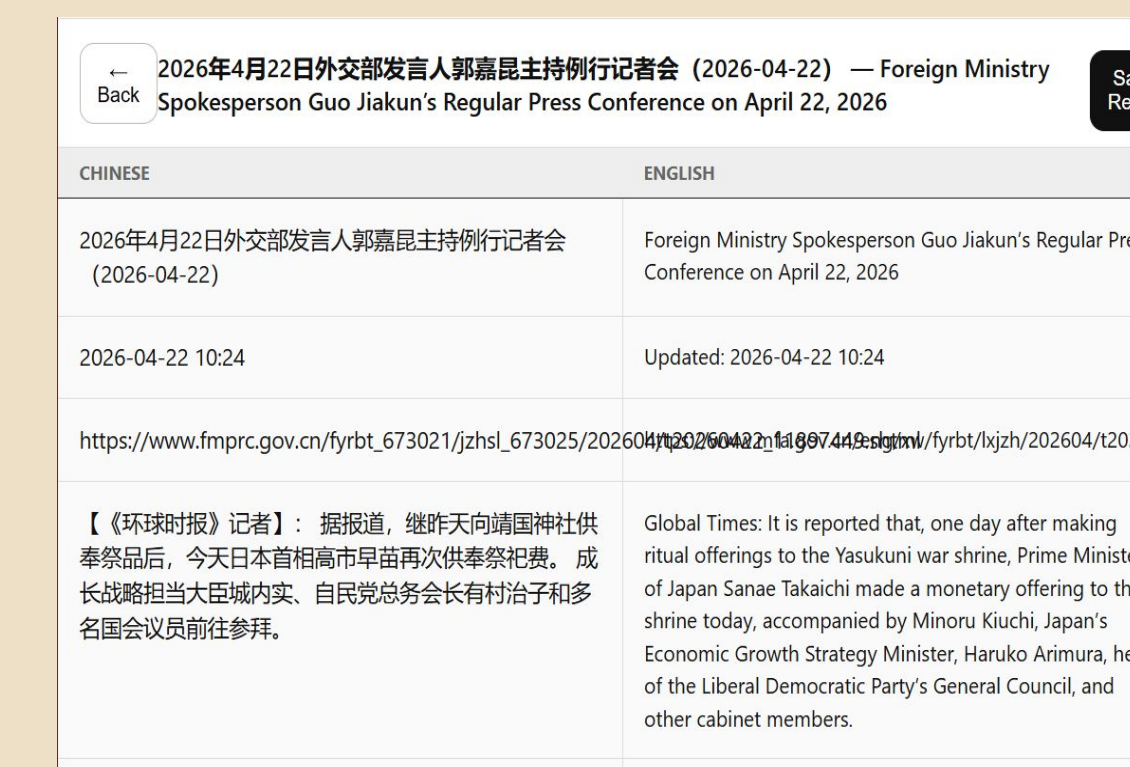 ←
Back
2026年4月22日外交部发言人郭嘉昆主持例行记者会（2026-04-22） — Foreign Ministry
Spokesperson Guo Jiakun’s Regular Press Conference on April 22, 2026
CHINESE
ENGLISH
2026年4月22日外交部发言人郭嘉昆主持例行记者会
（2026-04-22）
Foreign Ministry Spokesperson Guo Jiakun’s Regular
Conference on April 22, 2026
2026-04-22 10:24
Updated: 2026-04-22 10:24
https://www.fmprc.gov.cn/fyrbt_673021/jzhsl_673025/202604/t20260422_11897449.shtml
【《环球时报》记者】： 据报道，继昨天向靖国神社供
奉祭品后，今天日本首相高市早苗再次供奉祭祀费。 成
长战略担当大臣城内实、自民党总务会长有村治子和多
名国会议员前往参拜。
Global Times: It is reported that, one day after making
ritual offerings to the Yasukuni war shrine, Prime
of Japan Sanae Takaichi made a monetary offering to
shrine today, accompanied by Minoru Kiuchi, Japan’s
Economic Growth Strategy Minister, Haruko Arimura,
of the Liberal Democratic Party’s General Council, and
other cabinet members.